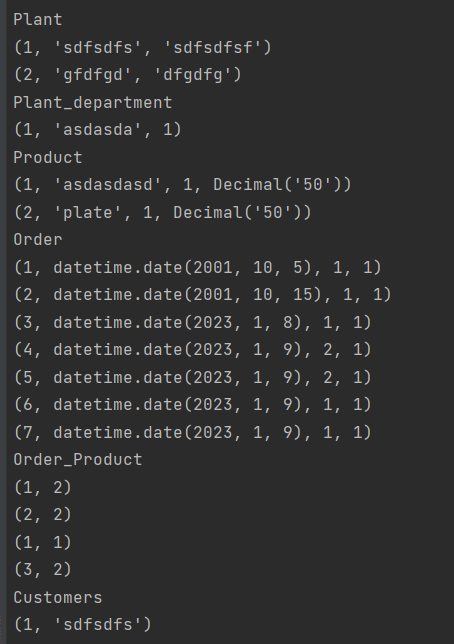 Plant
(1, 'sdfsdfs', 'sdfsdfsf')
(2, 'gfdfgd', 'dfgdfg')
Plant_department
(1, 'asdasda', 1)
Product
(1, 'asdasdasd', 1, Decimal('50'))
(2, 'plate', 1, Decimal('50'))
Order
(1, datetime.date(2001, 10, 5), 1, 1)
(2, datetime.date(2001, 10, 15), 1, 1)
(3, datetime.date(2023, 1, 8), 1, 1)
(4, datetime.date(2023, 1, 9), 2, 1)
(5, datetime.date(2023, 1, 9), 2, 1)
(6, datetime.date(2023, 1, 9), 1, 1)
(7, datetime.date(2023, 1, 9), 1, 1)
Order_Product
(1, 2)
(2, 2)
(1, 1)
(3, 2)
Customers
(1, 'sdfsdfs')